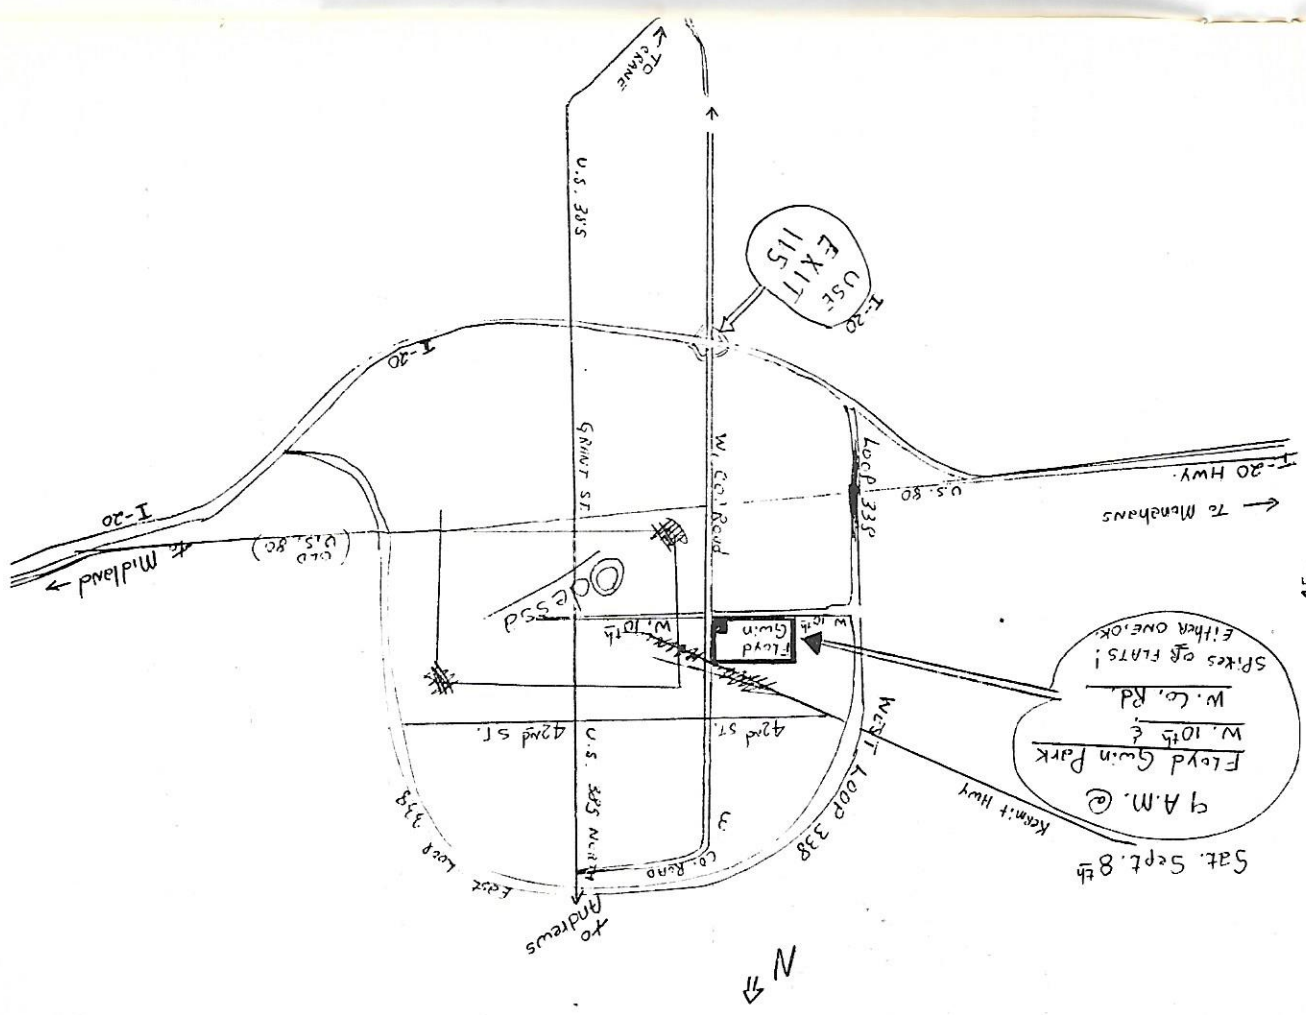 N
to
Andrews
Sat. Sept. 8th
9 A.M. @
Floyd Gwin Park
W. 10th &
W. Co. Rd.
Spikes or FLATS!
Either ONE, OK.
Kermit Hwy
WEST LOOP 338
East Loop 338
CO. ROAD
W
U.S. 385 NORTH
42nd ST.
42nd ST.
Floyd
Gwin
W. 10th
W. 10th
Odessa
(OLD
U.S. 80)
to Midland →
← To Monahans
I-20 HWY.
U.S. 80
Loop 338
W. Co. Road
GRANT ST.
I-20
I-20
I-20
USE
EXIT
115
U.S. 385
TO
CRANE